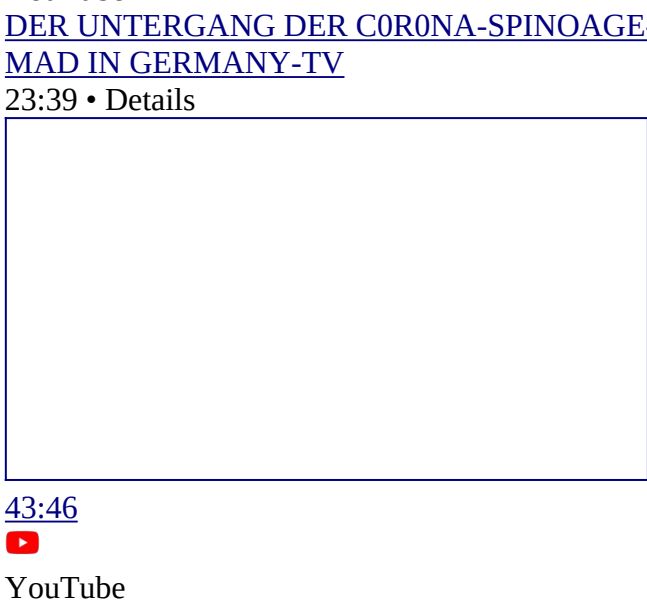 DER UNTERGANG DER C0R0NA-SPINOAGE-
MAD IN GERMANY-TV
23:39 • Details
43:46
YouTube